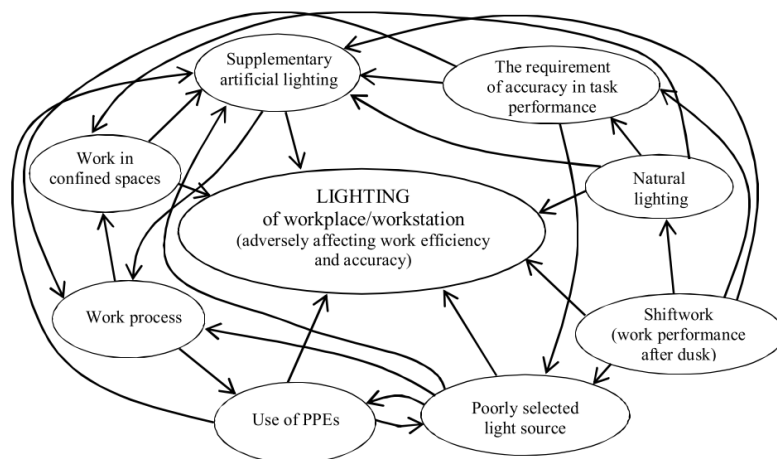 Supplementary
artificial lighting
The requirement
of accuracy in task
performance
Work in
confined spaces
Natural
lighting
LIGHTING
of workplace/workstation
(adversely affecting work efficiency
and accuracy)
Work process
Shiftwork
(work performance
after dusk)
Use of PPEs
Poorly selected
light source